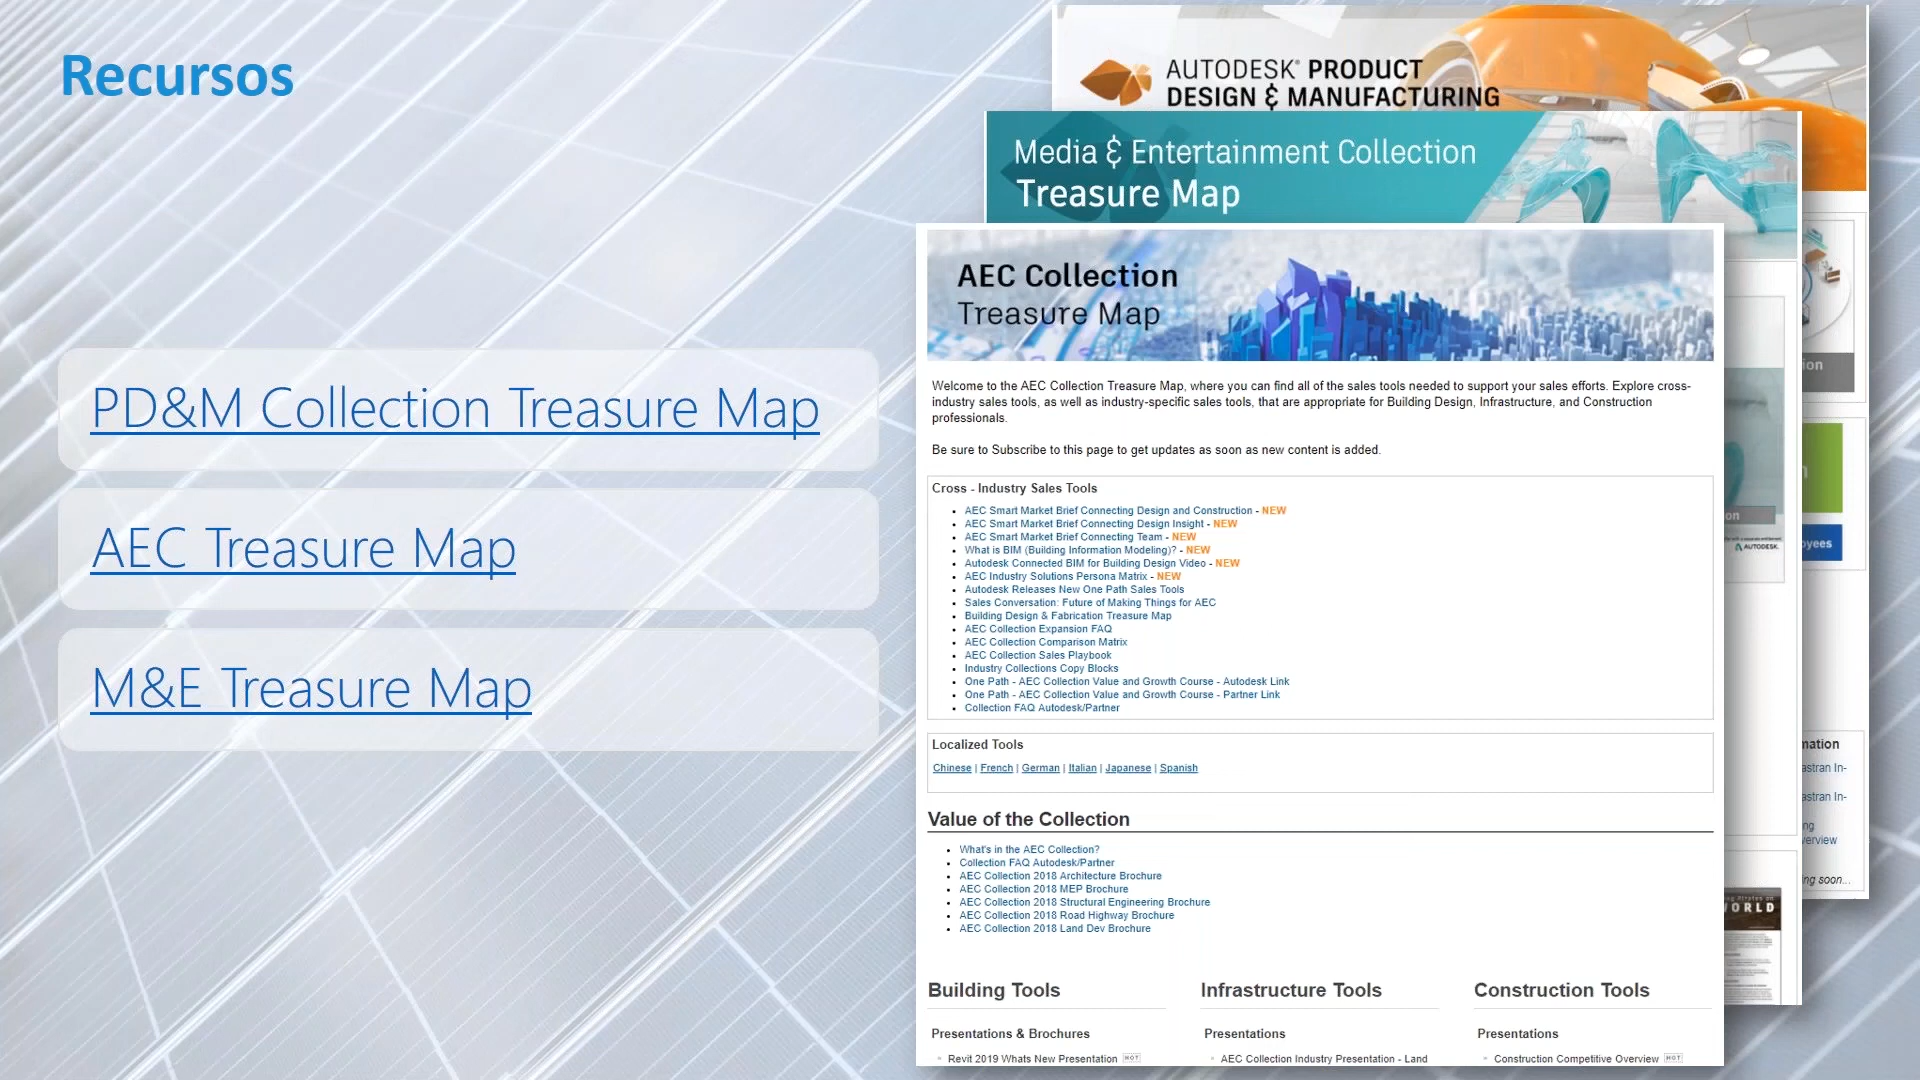 Recursos
PD&M Collection Treasure Map
AEC Treasure Map
M&E Treasure Map
AUTODESK® PRODUCT
DESIGN & MANUFACTURING
Media & Entertainment Collection
Treasure Map
AEC Collection
Treasure Map
Welcome to the AEC Collection Treasure Map, where you can find all of the sales tools needed to support your sales efforts. Explore cross-
industry sales tools, as well as industry-specific sales tools, that are appropriate for Building Design, Infrastructure, and Construction
professionals.
Be sure to Subscribe to this page to get updates as soon as new content is added.
Cross - Industry Sales Tools
• AEC Smart Market Brief Connecting Design and Construction - NEW
• AEC Smart Market Brief Connecting Design Insight - NEW
• AEC Smart Market Brief Connecting Team - NEW
• What is BIM (Building Information Modeling)? - NEW
• Autodesk Connected BIM for Building Design Video - NEW
• AEC Industry Solutions Persona Matrix - NEW
• Autodesk Releases New One Path Sales Tools
• Sales Conversation: Future of Making Things for AEC
• Building Design & Fabrication Treasure Map
• AEC Collection Expansion FAQ
• AEC Collection Comparison Matrix
• AEC Collection Sales Playbook
• Industry Collections Copy Blocks
• One Path - AEC Collection Value and Growth Course - Autodesk Link
• One Path - AEC Collection Value and Growth Course - Partner Link
• Collection FAQ Autodesk/Partner
Localized Tools
Chinese | French | German | Italian | Japanese | Spanish
Value of the Collection
• What's in the AEC Collection?
• Collection FAQ Autodesk/Partner
• AEC Collection 2018 Architecture Brochure
• AEC Collection 2018 MEP Brochure
• AEC Collection 2018 Structural Engineering Brochure
• AEC Collection 2018 Road Highway Brochure
• AEC Collection 2018 Land Dev Brochure
Building Tools
Presentations & Brochures
Revit 2019 Whats New Presentation HOT
Infrastructure Tools
Presentations
AEC Collection Industry Presentation - Land
Construction Tools
Presentations
Construction Competitive Overview HOT
AUTODESK.